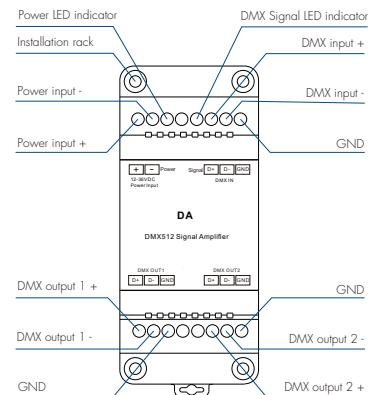 Power LED indicator
DMX Signal LED indicator
Installation rack
DMX input +
Power input -
DMX input -
Power input +
GND
+ - Power
Signal D+ D- GND
12-36VDC
Power Input
DMX IN
DA
DMX512 Signal Amplifier
DMX OUT1
DMX OUT2
D+ D- GND
D+ D- GND
DMX output 1 +
GND
DMX output 1 -
DMX output 2 -
GND
DMX output 2 +